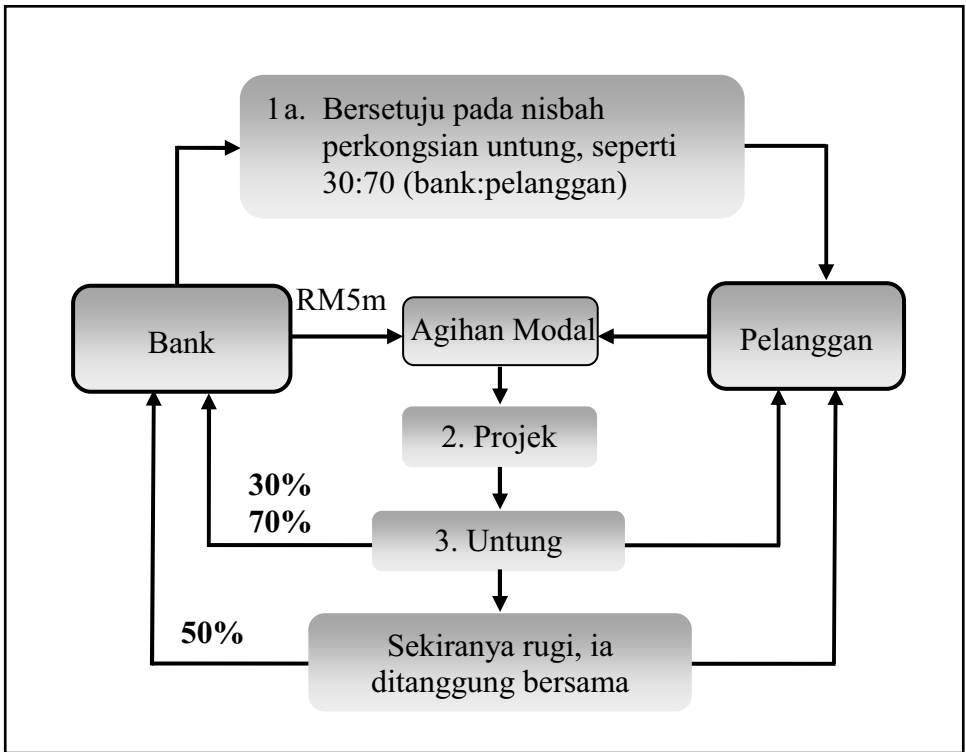 1a. Bersetuju pada nisbah
perkongsian untung, seperti
30:70 (bank:pelanggan)
RM5m
Bank
Agihan Modal
Pelanggan
2. Projek
30%
70%
3. Untung
50%
Sekiranya rugi, ia
ditanggung bersama